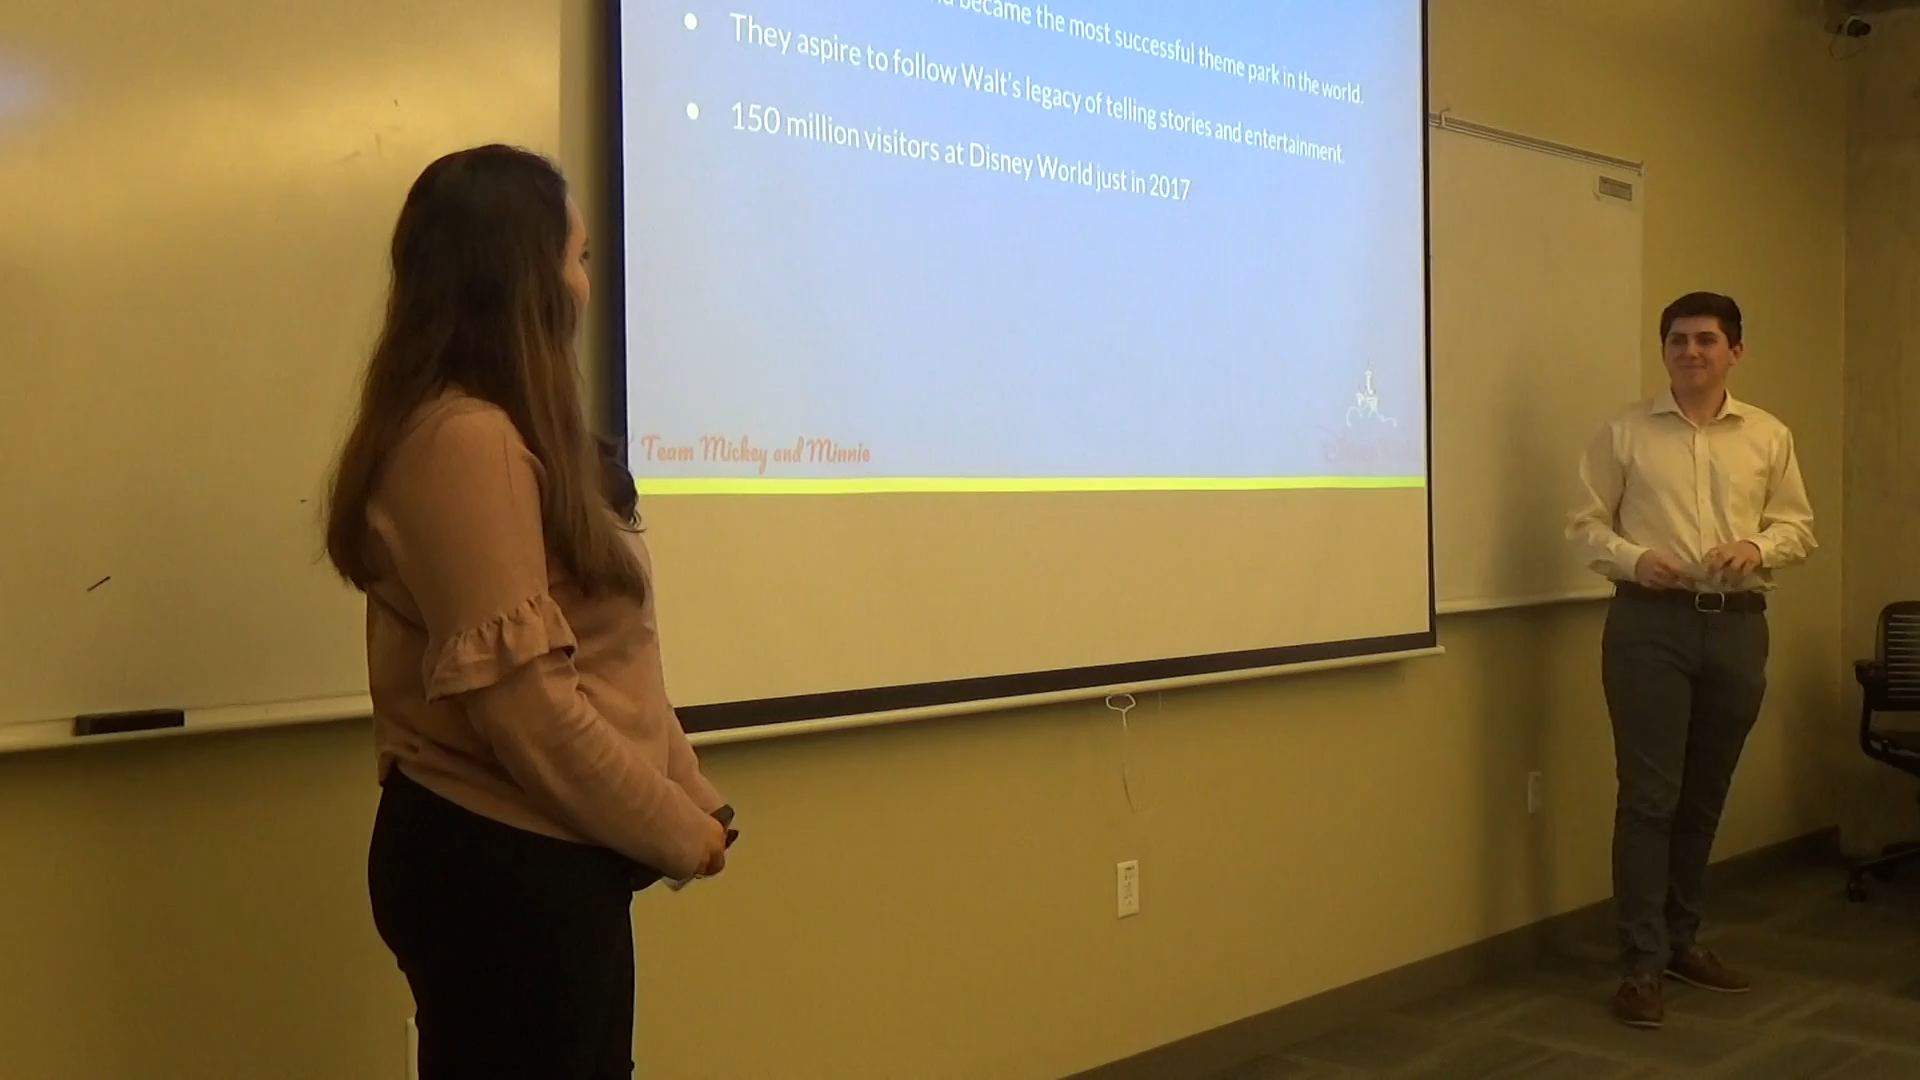 became the most successful theme park in the world.
They aspire to follow Walt's legacy of telling stories and entertainment.
150 million visitors at Disney World just in 2017
Team Mickey and Minnie
Disney